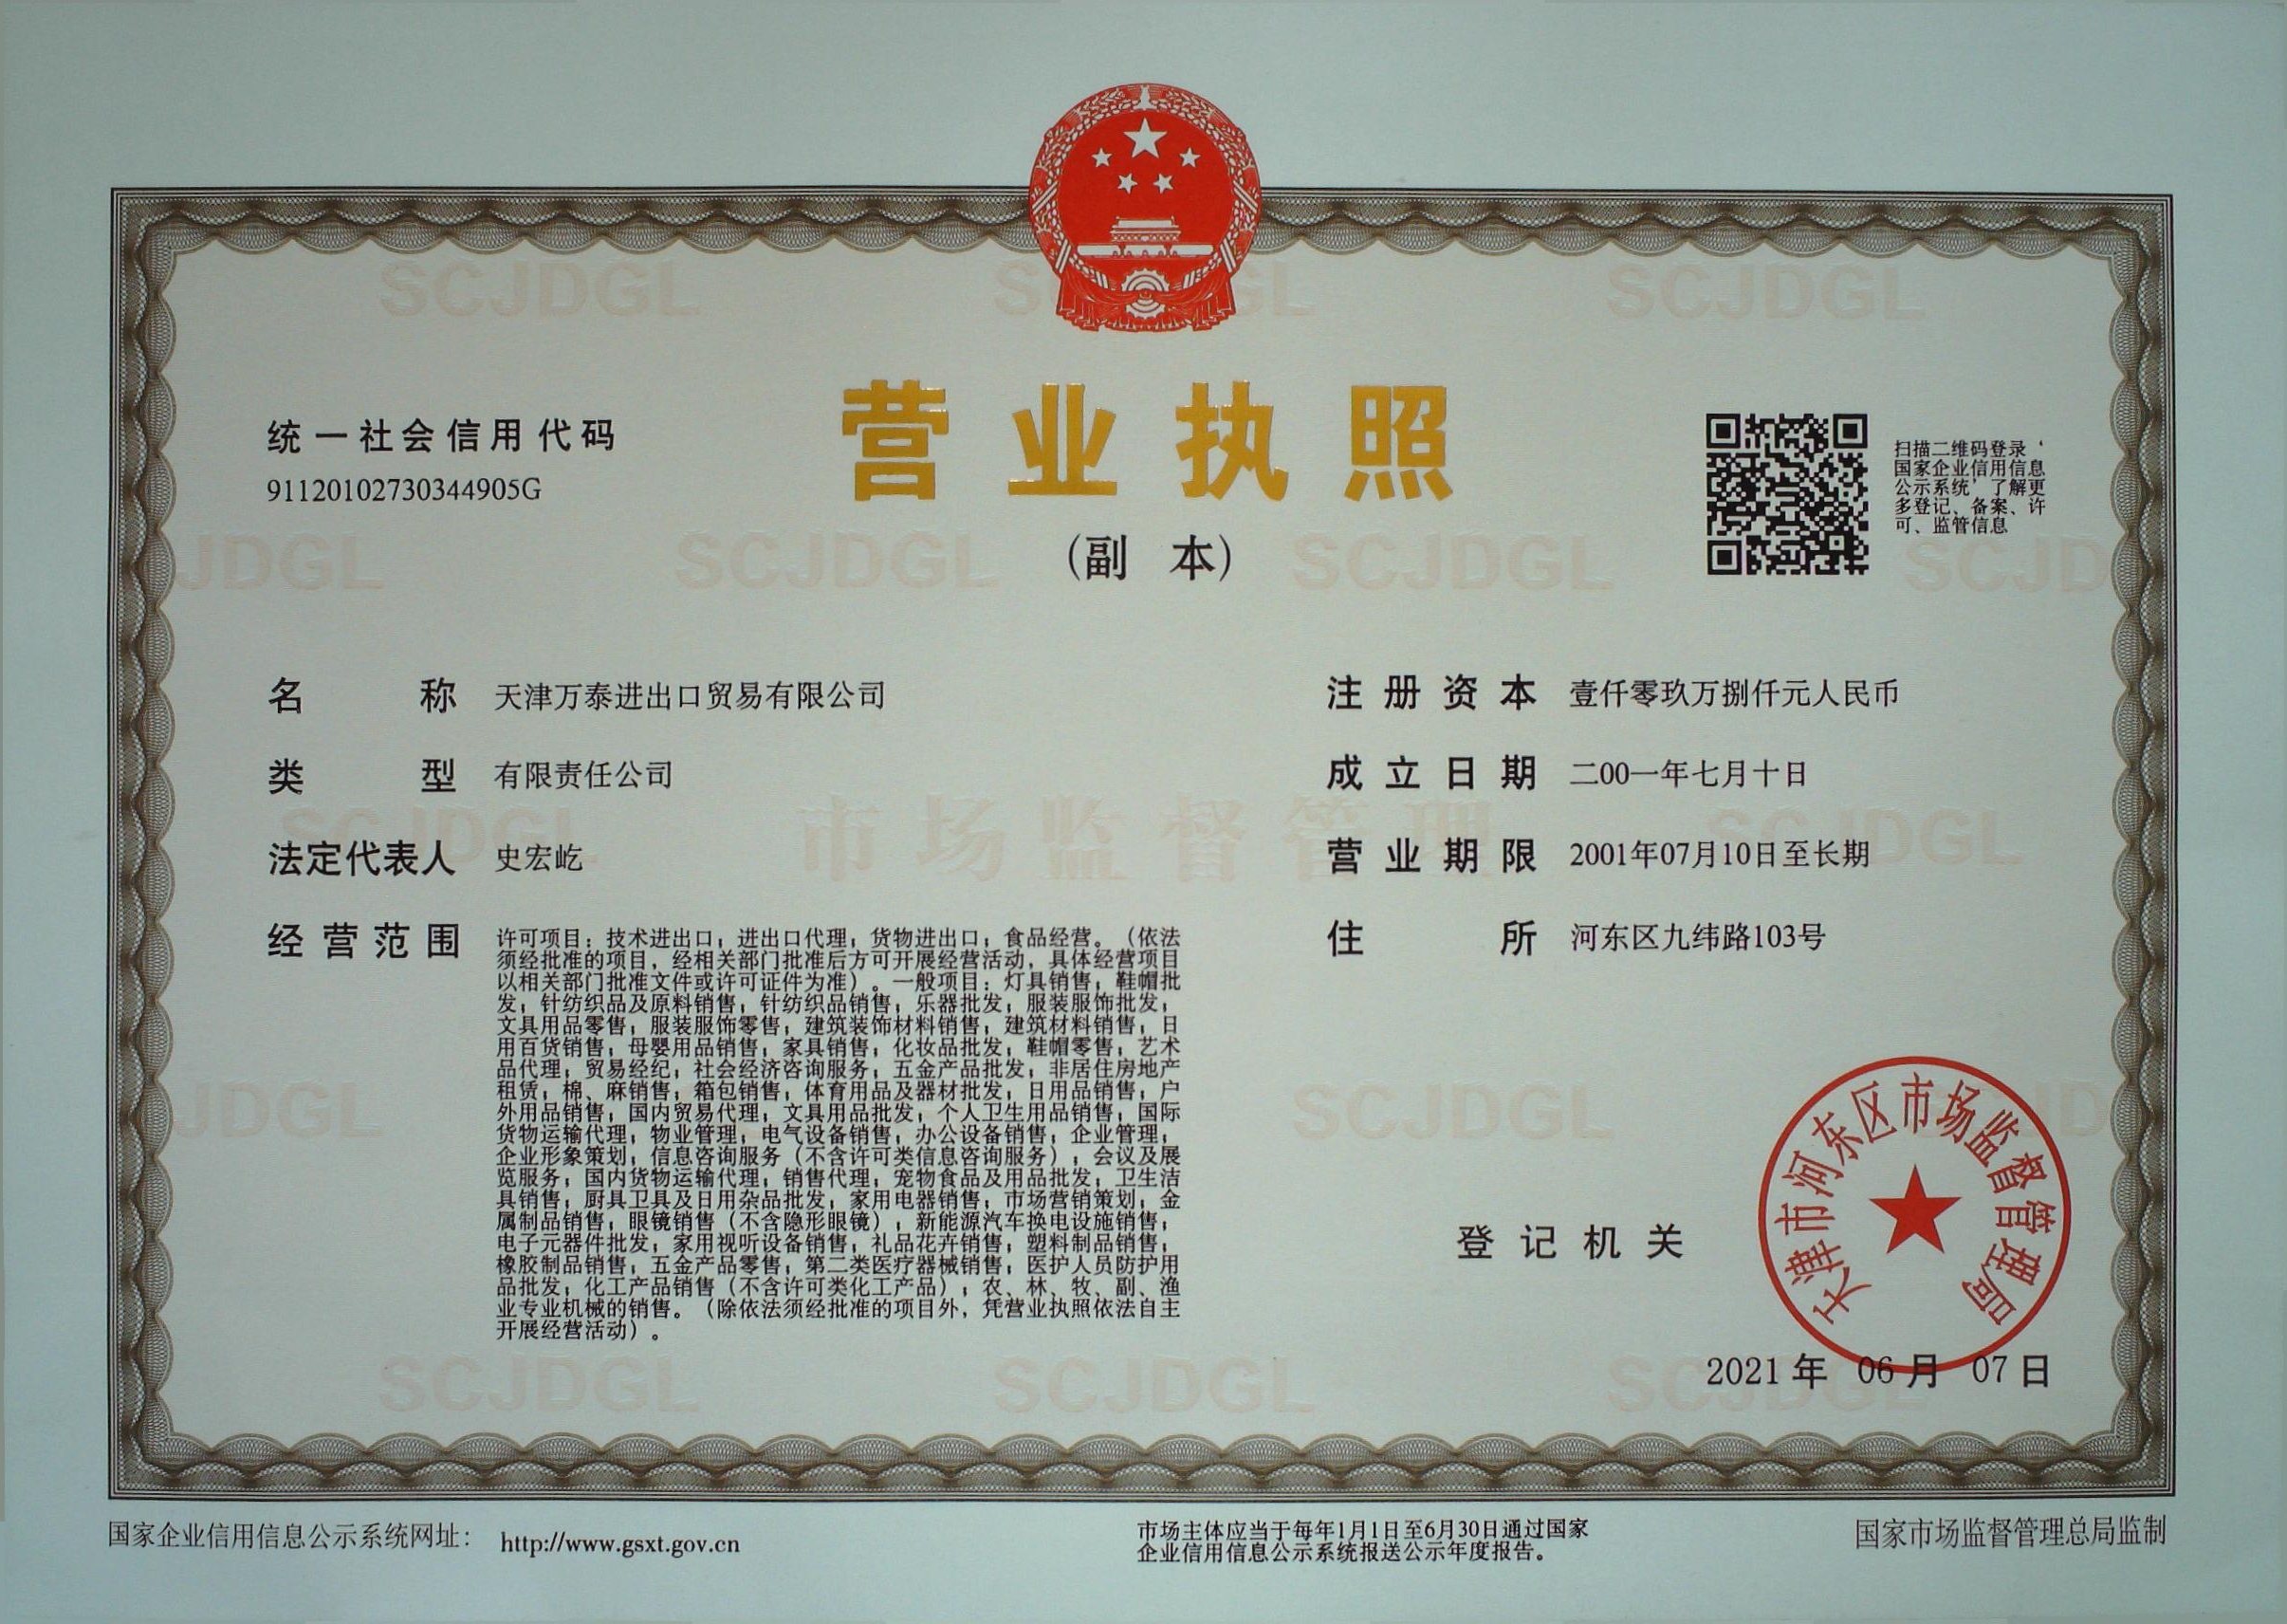 营业执照
(副 本)
统一社会信用代码
91120102730344905G
扫描二维码登录'
国家企业信用信息
公示系统'了解更
多登记、备案、许
可、监管信息
名 称 天津万泰进出口贸易有限公司
类 型 有限责任公司
法定代表人 史宏屹
经营范围 许可项目：技术进出口；进出口代理；货物进出口；食品经营。（依法
须经批准的项目，经相关部门批准后方可开展经营活动，具体经营项目
以相关部门批准文件或许可证件为准）。一般项目：灯具销售；鞋帽批
发；针纺织品及原料销售；针纺织品销售；乐器批发；服装服饰批发；
文具用品零售；服装服饰零售；建筑装饰材料销售；建筑材料销售；日
用百货销售；母婴用品销售；家具销售；化妆品批发；鞋帽零售；艺术
品代理；贸易经纪；社会经济咨询服务；五金产品批发；非居住房地产
租赁；棉、麻销售；箱包销售；体育用品及器材批发；日用品销售；户
外用品销售；国内贸易代理；文具用品批发；个人卫生用品销售；国际
货物运输代理；物业管理；电气设备销售；办公设备销售；企业管理；
企业形象策划；信息咨询服务（不含许可类信息咨询服务）；会议及展
览服务；国内货物运输代理；销售代理；宠物食品及用品批发；卫生洁
具销售；厨具卫具及日用杂品批发；家用电器销售；市场营销策划；金
属制品销售；眼镜销售（不含隐形眼镜）；新能源汽车换电设施销售；
电子元器件批发；家用视听设备销售；礼品花卉销售；塑料制品销售；
橡胶制品销售；五金产品零售；第二类医疗器械销售；医护人员防护用
品批发；化工产品销售（不含许可类化工产品）；农、林、牧、副、渔
业专业机械的销售。（除依法须经批准的项目外，凭营业执照依法自主
开展经营活动）。
注册资本 壹仟零玖万捌仟元人民币
成立日期 二00一年七月十日
营业期限 2001年07月10日至长期
住 所 河东区九纬路103号
登记机关
天津市河东区市场监督管理局
2021年 06月 07日
SCJDGL
市场监督管理
国家企业信用信息公示系统网址： http://www.gsxt.gov.cn
市场主体应当于每年1月1日至6月30日通过国家
企业信用信息公示系统报送公示年度报告。
国家市场监督管理总局监制